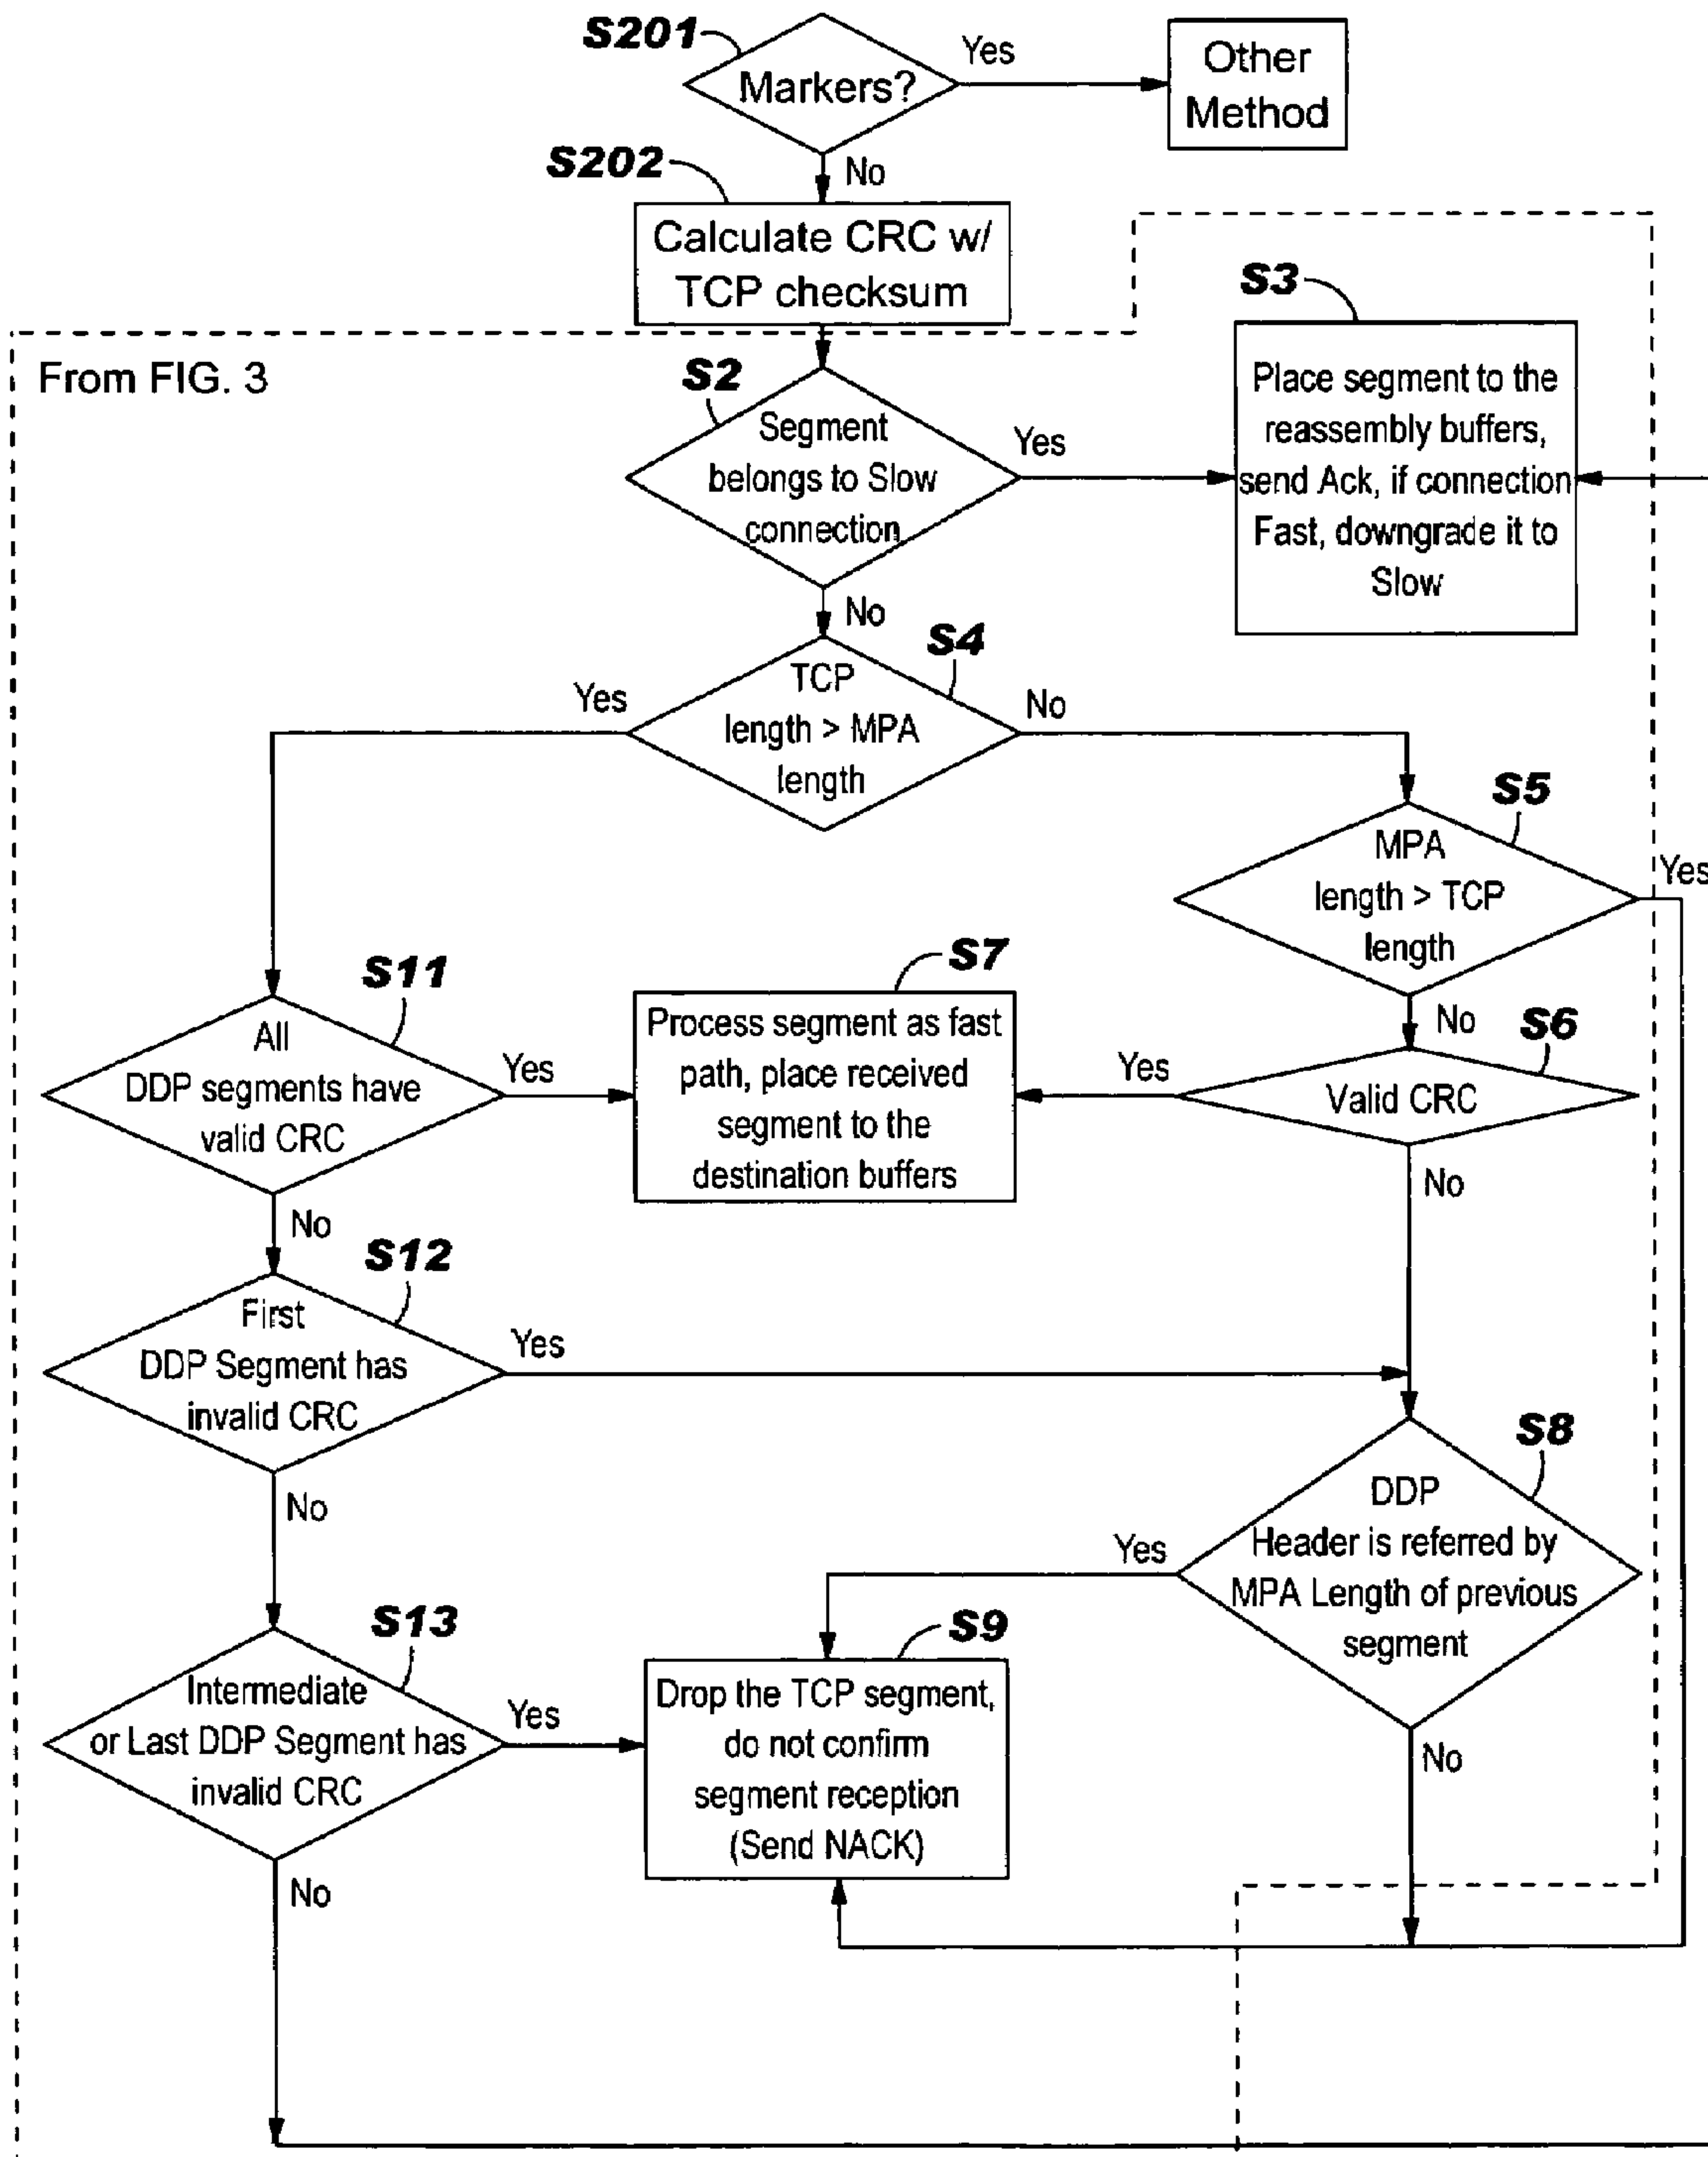 S201
Markers?
Yes
Other
Method
S202
No
Calculate CRC w/
TCP checksum
S3
From FIG. 3
S2
Segment
belongs to Slow
connection
Yes
Place segment to the
reassembly buffers,
send Ack, if connection
Fast, downgrade it to
Slow
No
S4
TCP
length > MPA
length
Yes
No
S5
MPA
length > TCP
length
Yes
S11
All
DDP segments have
valid CRC
Yes
S7
Process segment as fast
path, place received
segment to the
destination buffers
No
S6
Yes
Valid CRC
No
No
S12
First
DDP Segment has
invalid CRC
Yes
S8
DDP
Header is referred by
MPA Length of previous
segment
No
Yes
S13
Intermediate
or Last DDP Segment has
invalid CRC
Yes
S9
Drop the TCP segment,
do not confirm
segment reception
(Send NACK)
No
No